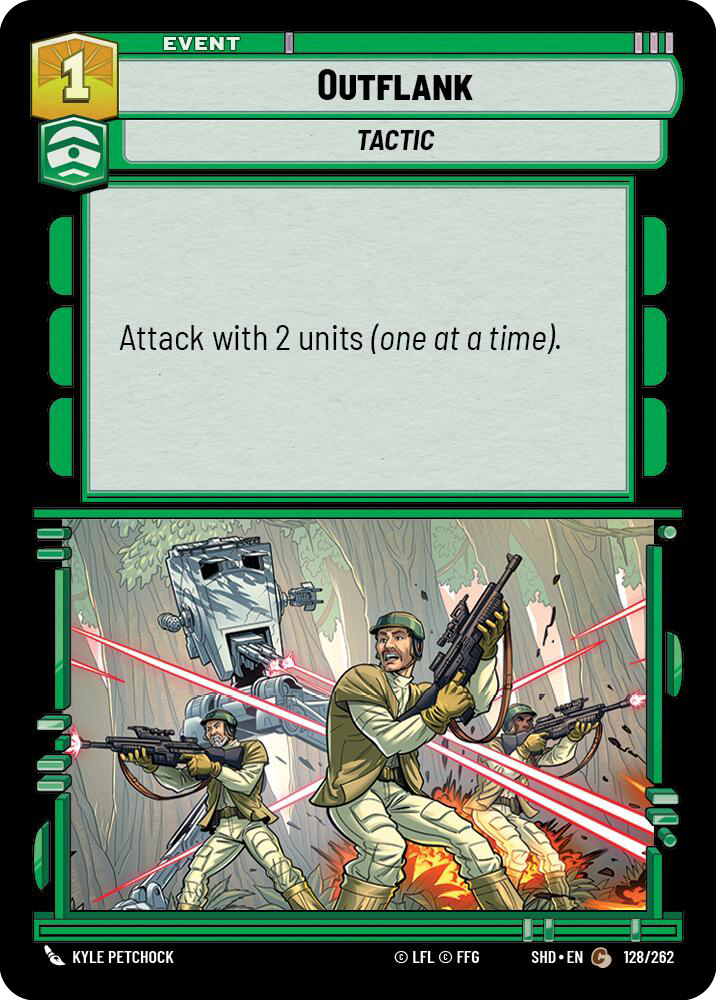 EVENT
1
OUTFLANK
TACTIC
Attack with 2 units (one at a time).
KYLE PETCHOCK
© LFL © FFG
SHD • EN
C
128/262